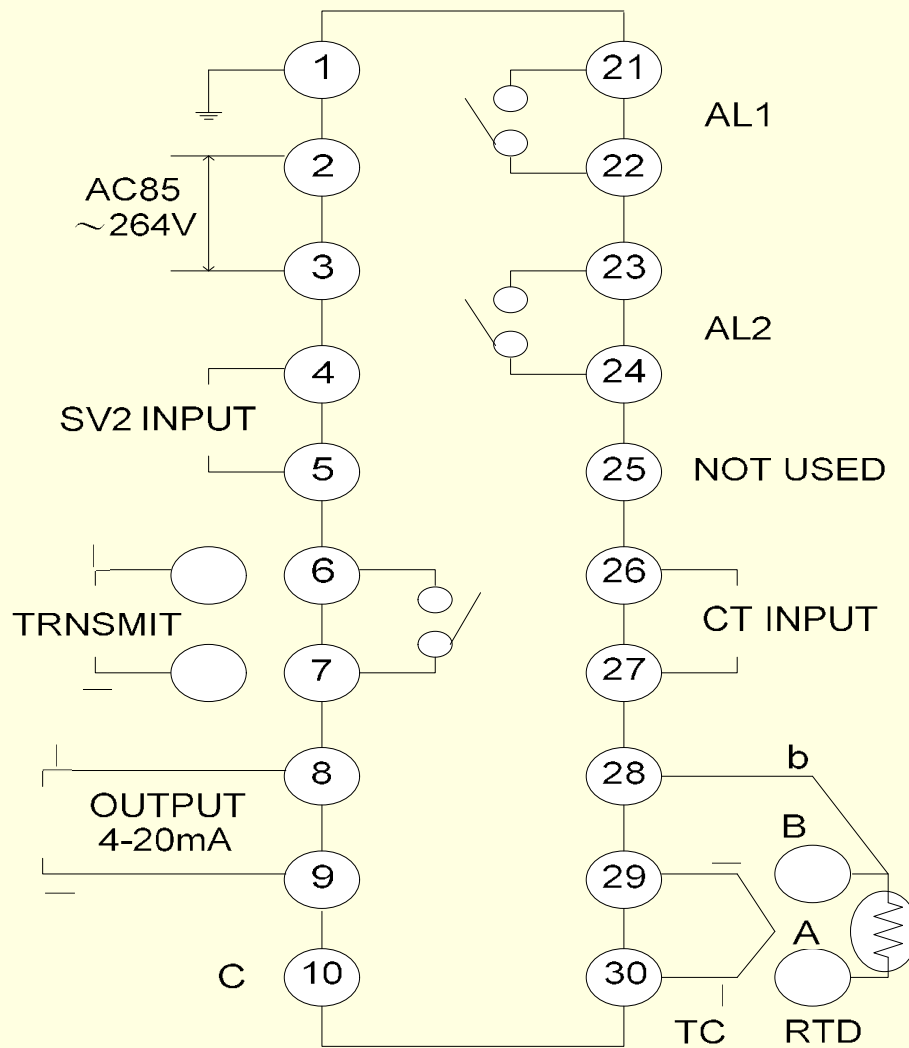 1
21
AL1
2
22
AC85
～264V
3
23
AL2
4
24
SV2 INPUT
5
25
NOT USED
6
26
TRNSMIT
CT INPUT
7
27
8
28
b
OUTPUT
4-20mA
B
9
29
A
C
10
30
TC
RTD